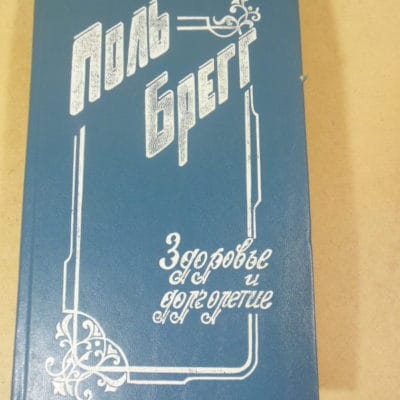 Поль
Брегг
Здоровье
и
долголетие